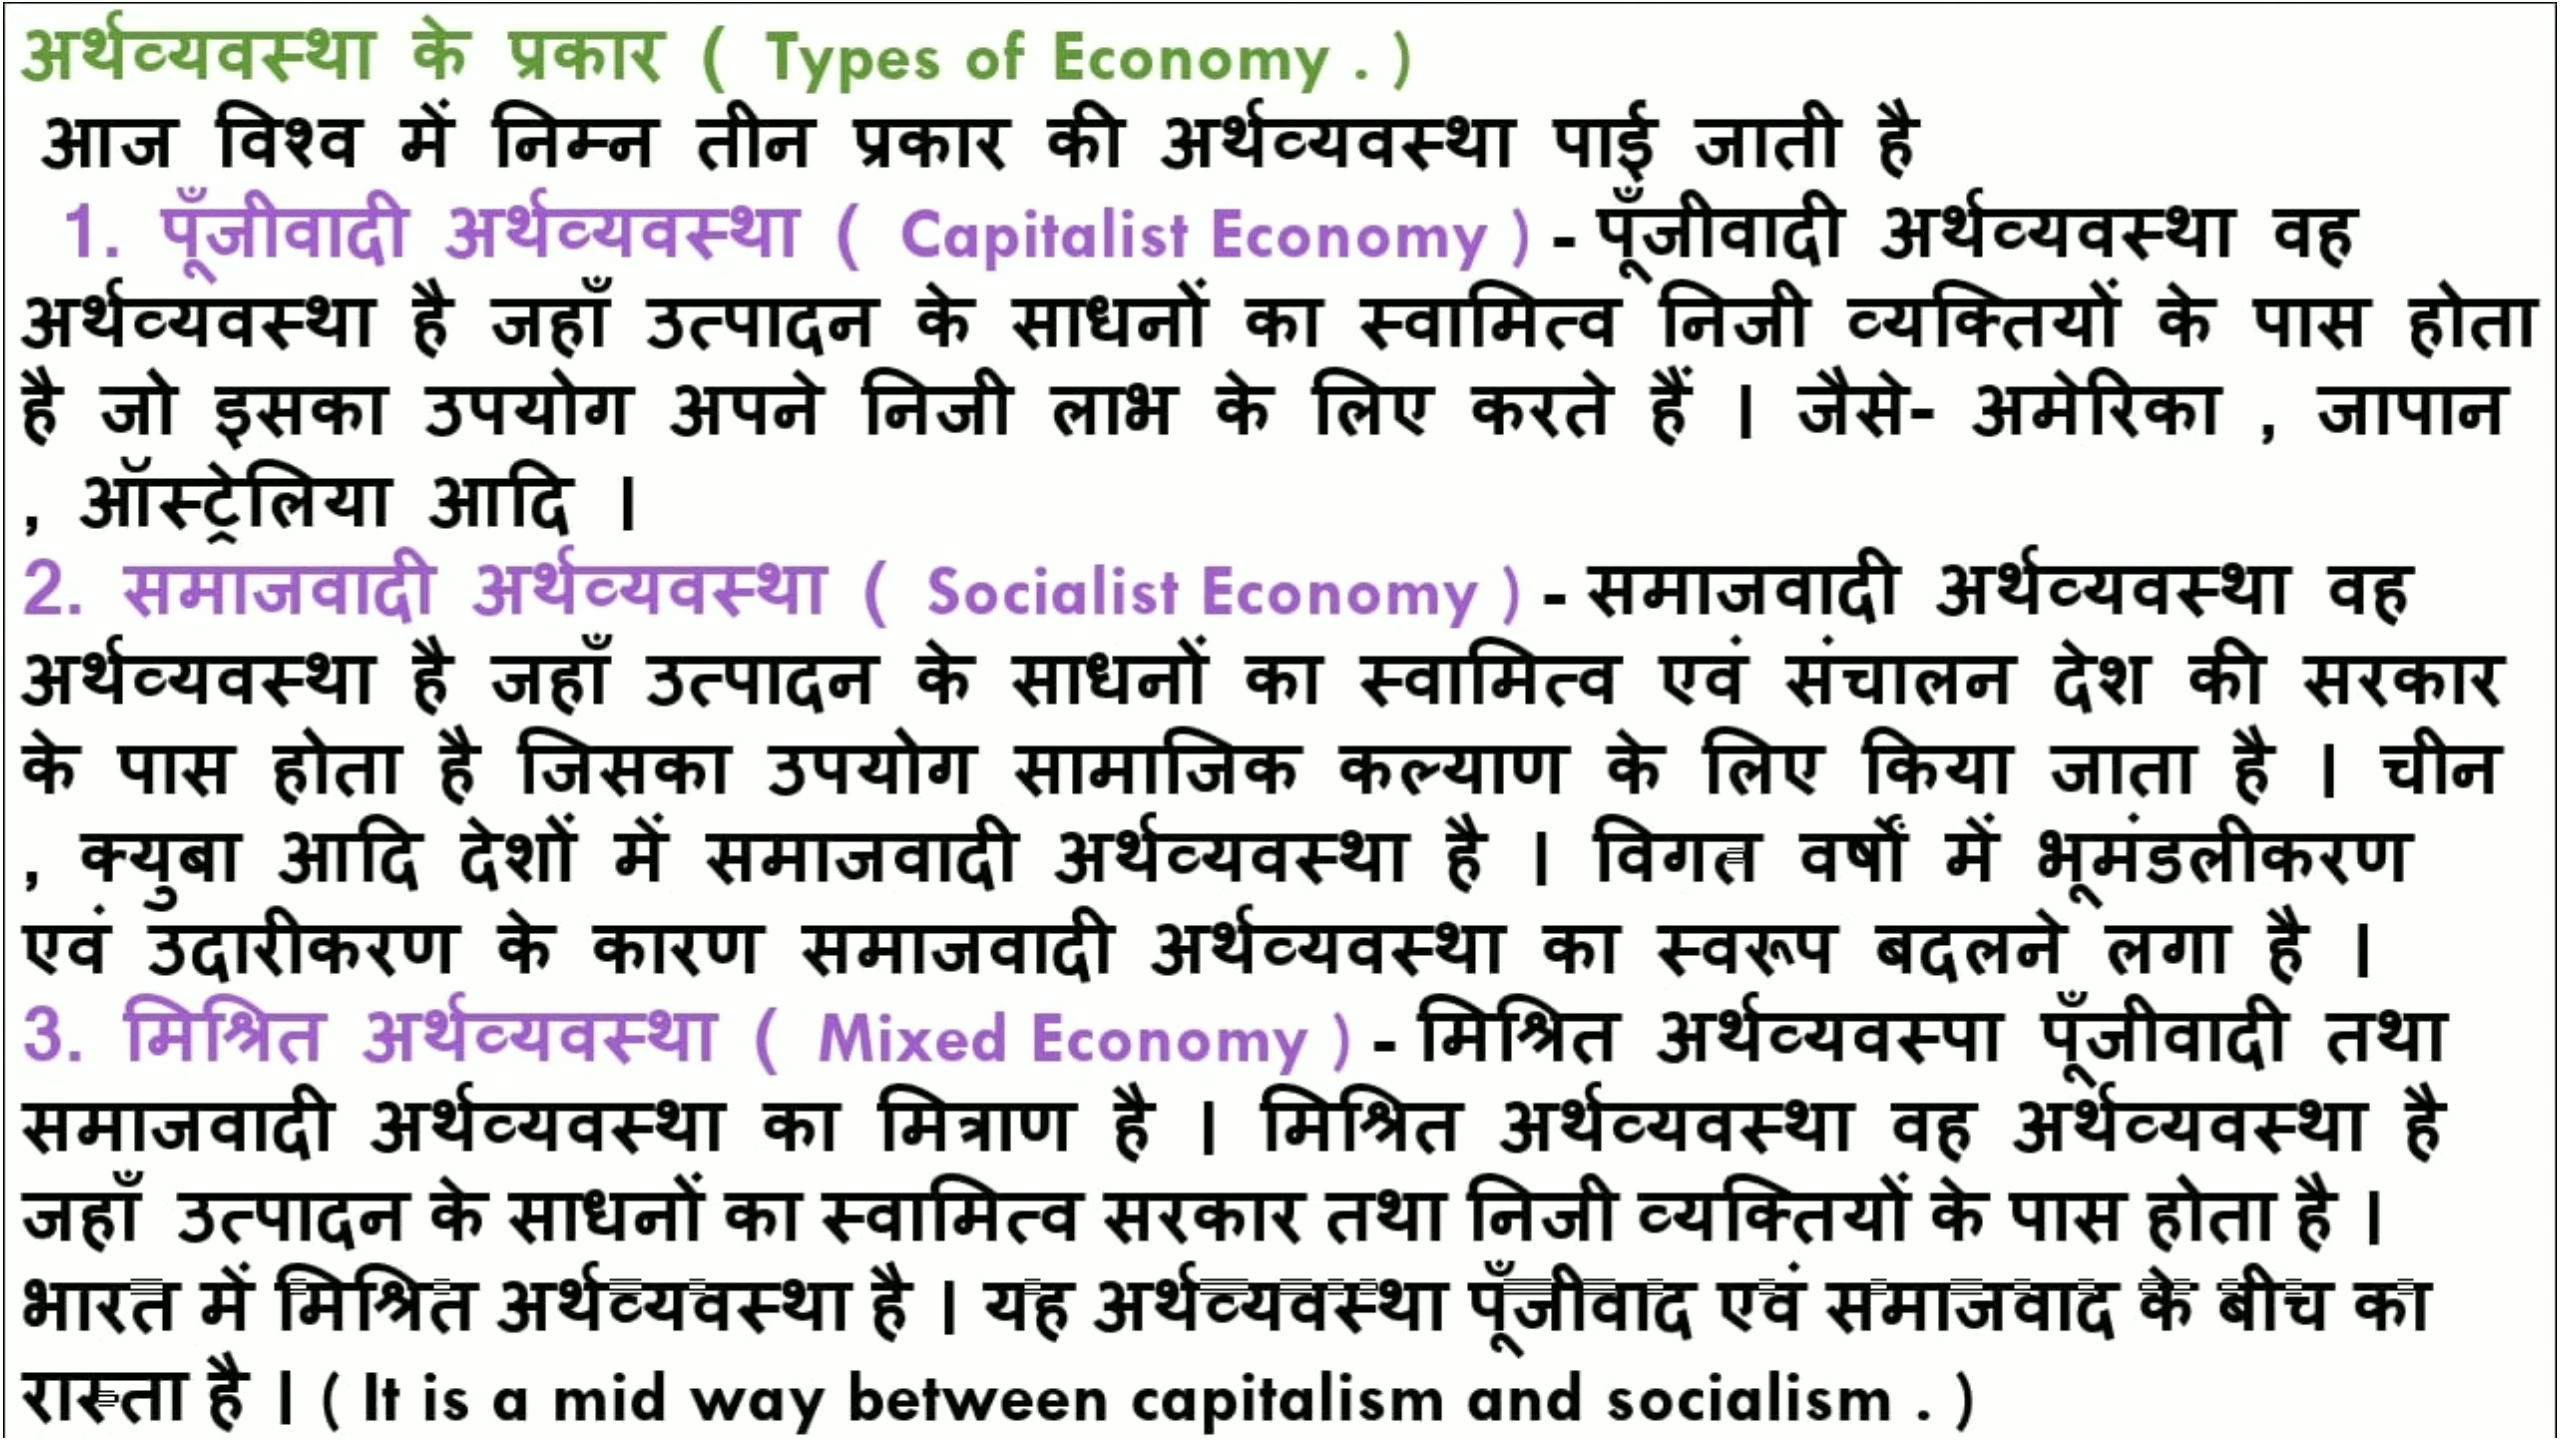 अर्थव्यवस्था के प्रकार ( Types of Economy . )
आज विश्व में निम्न तीन प्रकार की अर्थव्यवस्था पाई जाती है
1. पूँजीवादी अर्थव्यवस्था ( Capitalist Economy ) - पूँजीवादी अर्थव्यवस्था वह
अर्थव्यवस्था है जहाँ उत्पादन के साधनों का स्वामित्व निजी व्यक्तियों के पास होता
है जो इसका उपयोग अपने निजी लाभ के लिए करते हैं । जैसे- अमेरिका , जापान
, ऑस्ट्रेलिया आदि ।
2. समाजवादी अर्थव्यवस्था ( Socialist Economy ) - समाजवादी अर्थव्यवस्था वह
अर्थव्यवस्था है जहाँ उत्पादन के साधनों का स्वामित्व एवं संचालन देश की सरकार
के पास होता है जिसका उपयोग सामाजिक कल्याण के लिए किया जाता है । चीन
, क्युबा आदि देशों में समाजवादी अर्थव्यवस्था है । विगत वर्षों में भूमंडलीकरण
एवं उदारीकरण के कारण समाजवादी अर्थव्यवस्था का स्वरूप बदलने लगा है ।
3. मिश्रित अर्थव्यवस्था ( Mixed Economy ) - मिश्रित अर्थव्यवस्पा पूँजीवादी तथा
समाजवादी अर्थव्यवस्था का मित्राण है । मिश्रित अर्थव्यवस्था वह अर्थव्यवस्था है
जहाँ उत्पादन के साधनों का स्वामित्व सरकार तथा निजी व्यक्तियों के पास होता है ।
भारत में मिश्रित अर्थव्यवस्था है । यह अर्थव्यवस्था पूँजीवाद एवं समाजवाद के बीच का
रास्ता है । ( It is a mid way between capitalism and socialism . )